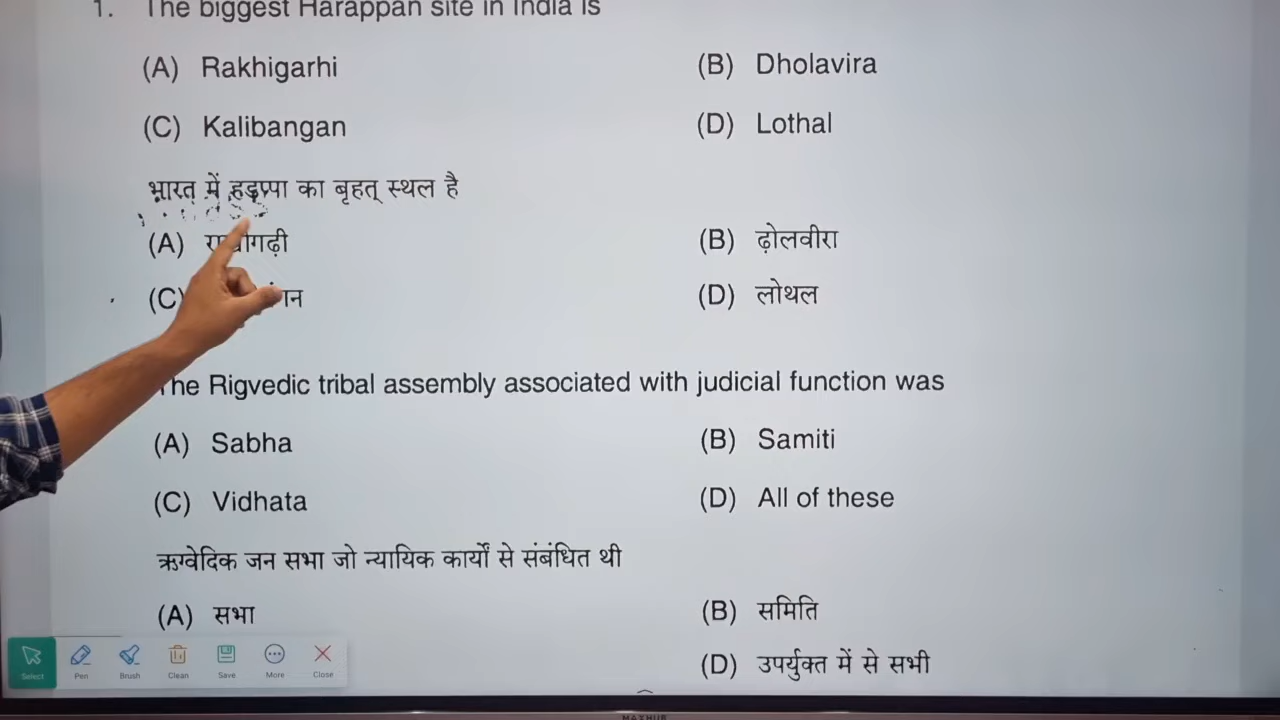 1. The biggest Harappan site in India is
(A) Rakhigarhi (B) Dholavira
(C) Kalibangan (D) Lothal
भारत में हड़प्पा का बृहत् स्थल है
(A) (B) ढ़ोलवीरा
(C) (D) लोथल
The Rigvedic tribal assembly associated with judicial function was
(A) Sabha (B) Samiti
(C) Vidhata (D) All of these
ऋग्वेदिक जन सभा जो न्यायिक कार्यों से संबंधित थी
(A) सभा (B) समिति
(D) उपर्युक्त में से सभी
Select Pen Brush Clean Save More Close
MAXHUB